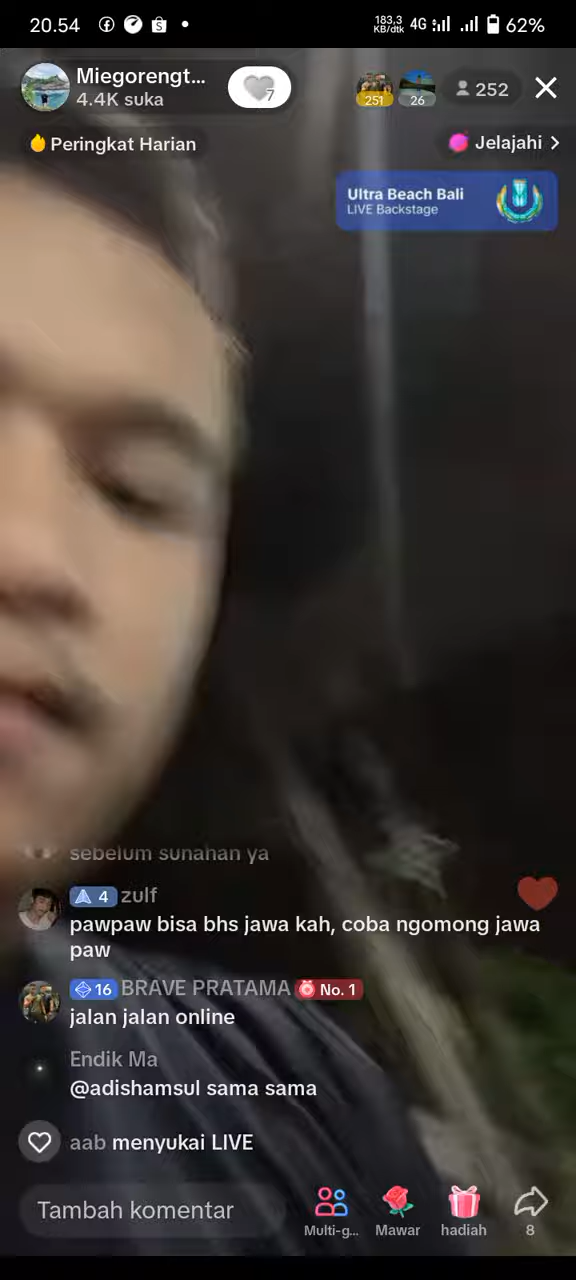 20.54
183,3
KB/dtk
4G
62%
Miegorengt...
4.4K suka
7
251
26
252
Peringkat Harian
Jelajahi
Ultra Beach Bali
LIVE Backstage
sebelum sunahan ya
4 zulf
pawpaw bisa bhs jawa kah, coba ngomong jawa
paw
16 BRAVE PRATAMA No. 1
jalan jalan online
Endik Ma
@adishamsul sama sama
aab menyukai LIVE
Tambah komentar
Multi-g...
Mawar
hadiah
8